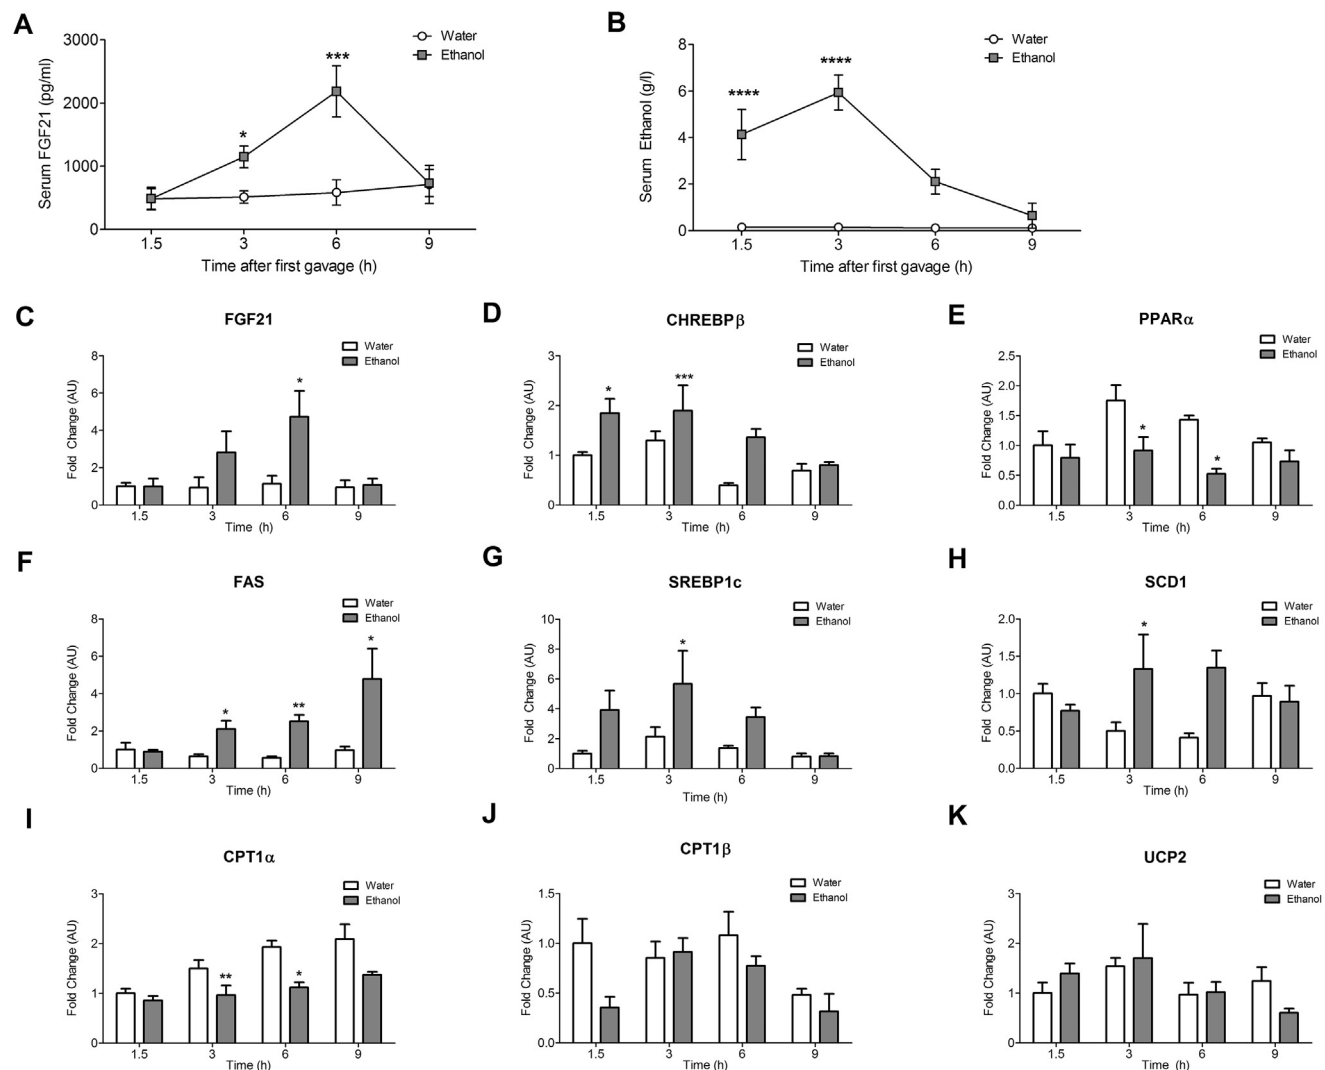 A
Water
Ethanol
3000
2000
1000
0
Serum FGF21 (pg/ml)
*
***
1.5 3 6 9
Time after first gavage (h)
B
Water
Ethanol
8
6
4
2
0
Serum Ethanol (g/l)
****
****
1.5 3 6 9
Time after first gavage (h)
C
FGF21
Water
Ethanol
8
6
4
2
0
Fold Change (AU)
*
1.5 3 6 9
Time (h)
D
CHREBPβ
Water
Ethanol
3
2
1
0
Fold Change (AU)
*
***
1.5 3 6 9
Time (h)
E
PPARα
Water
Ethanol
2.5
2.0
1.5
1.0
0.5
0.0
Fold Change (AU)
*
*
1.5 3 6 9
Time (h)
F
FAS
Water
Ethanol
8
6
4
2
0
Fold Change (AU)
*
**
*
1.5 3 6 9
Time (h)
G
SREBP1c
Water
Ethanol
10
8
6
4
2
0
Fold Change (AU)
*
1.5 3 6 9
Time (h)
H
SCD1
Water
Ethanol
2.0
1.5
1.0
0.5
0.0
Fold Change (AU)
*
1.5 3 6 9
Time (h)
I
CPT1α
Water
Ethanol
3
2
1
0
Fold Change (AU)
**
*
1.5 3 6 9
Time (h)
J
CPT1β
Water
Ethanol
1.5
1.0
0.5
0.0
Fold Change (AU)
1.5 3 6 9
Time (h)
K
UCP2
Water
Ethanol
3
2
1
0
Fold Change (AU)
1.5 3 6 9
Time (h)